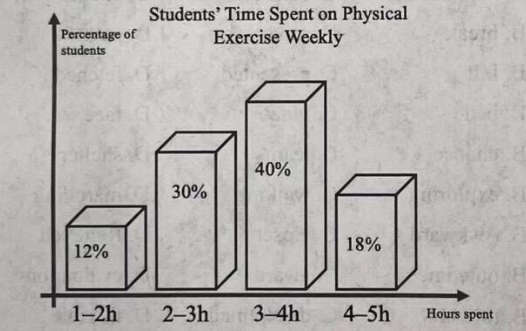 Students' Time Spent on Physical
Exercise Weekly
Percentage of
students
40%
30%
18%
12%
1–2h 2–3h 3–4h 4–5h Hours spent